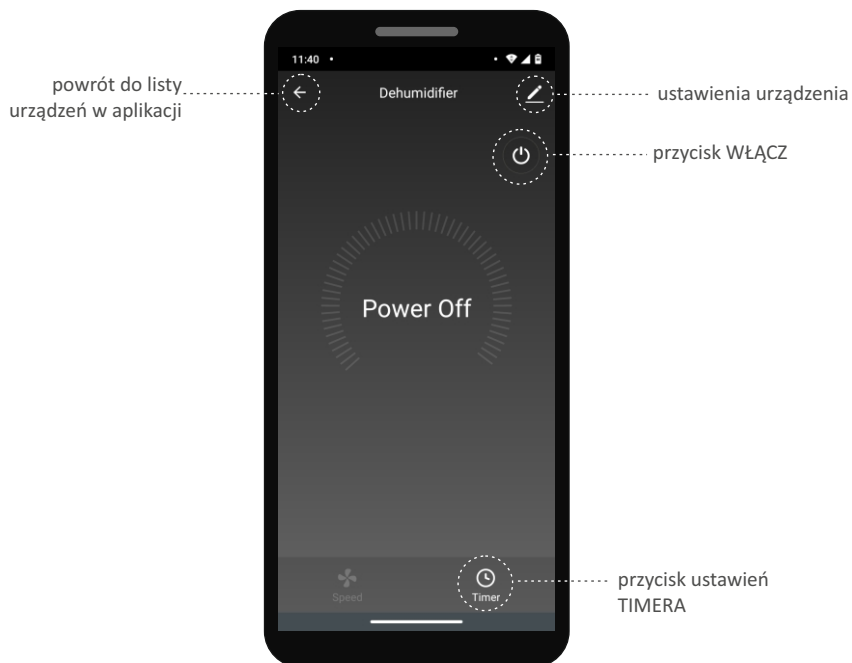 11:40
powrót do listy
urządzeń w aplikacji
Dehumidifier
ustawienia urządzenia
przycisk WŁĄCZ
Power Off
Speed
Timer
przycisk ustawień
TIMERA